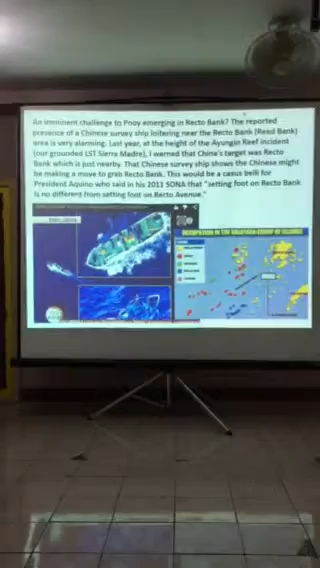 An imminent challenge to Pnoy emerging in Recto Bank? The reported
presence of a Chinese survey ship loitering near the Recto Bank (Reed Bank)
area is very alarming. Last year, at the height of the Ayungin Reef incident
(our grounded LST Sierra Madre), I warned that China's target was Recto
Bank which is just nearby. That Chinese survey ship shows the Chinese might
be making a move to grab Recto Bank. This would be a casus belli for
President Aquino who said in his 2013 SONA that "setting foot on Recto Bank
is no different from setting foot on Recto Avenue."
OCCUPATION IN THE KALAYAAN GROUP OF ISLANDS